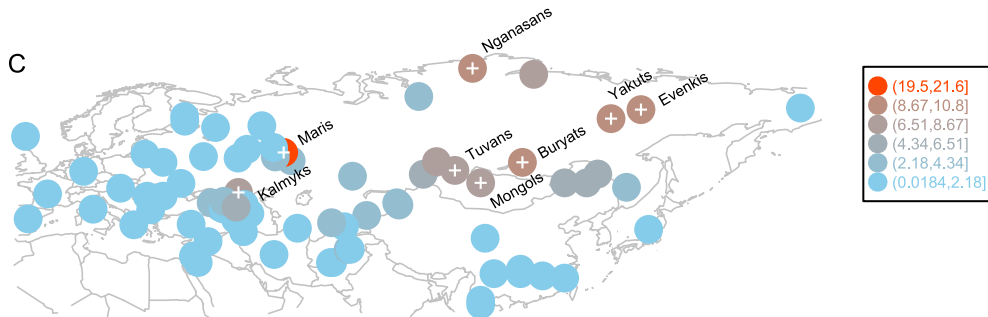 C
Nganasans
Yakuts
Evenkis
Maris
Tuvans
Buryats
Kalmyks
Mongols
(19.5,21.6]
(8.67,10.8]
(6.51,8.67]
(4.34,6.51]
(2.18,4.34]
(0.0184,2.18]